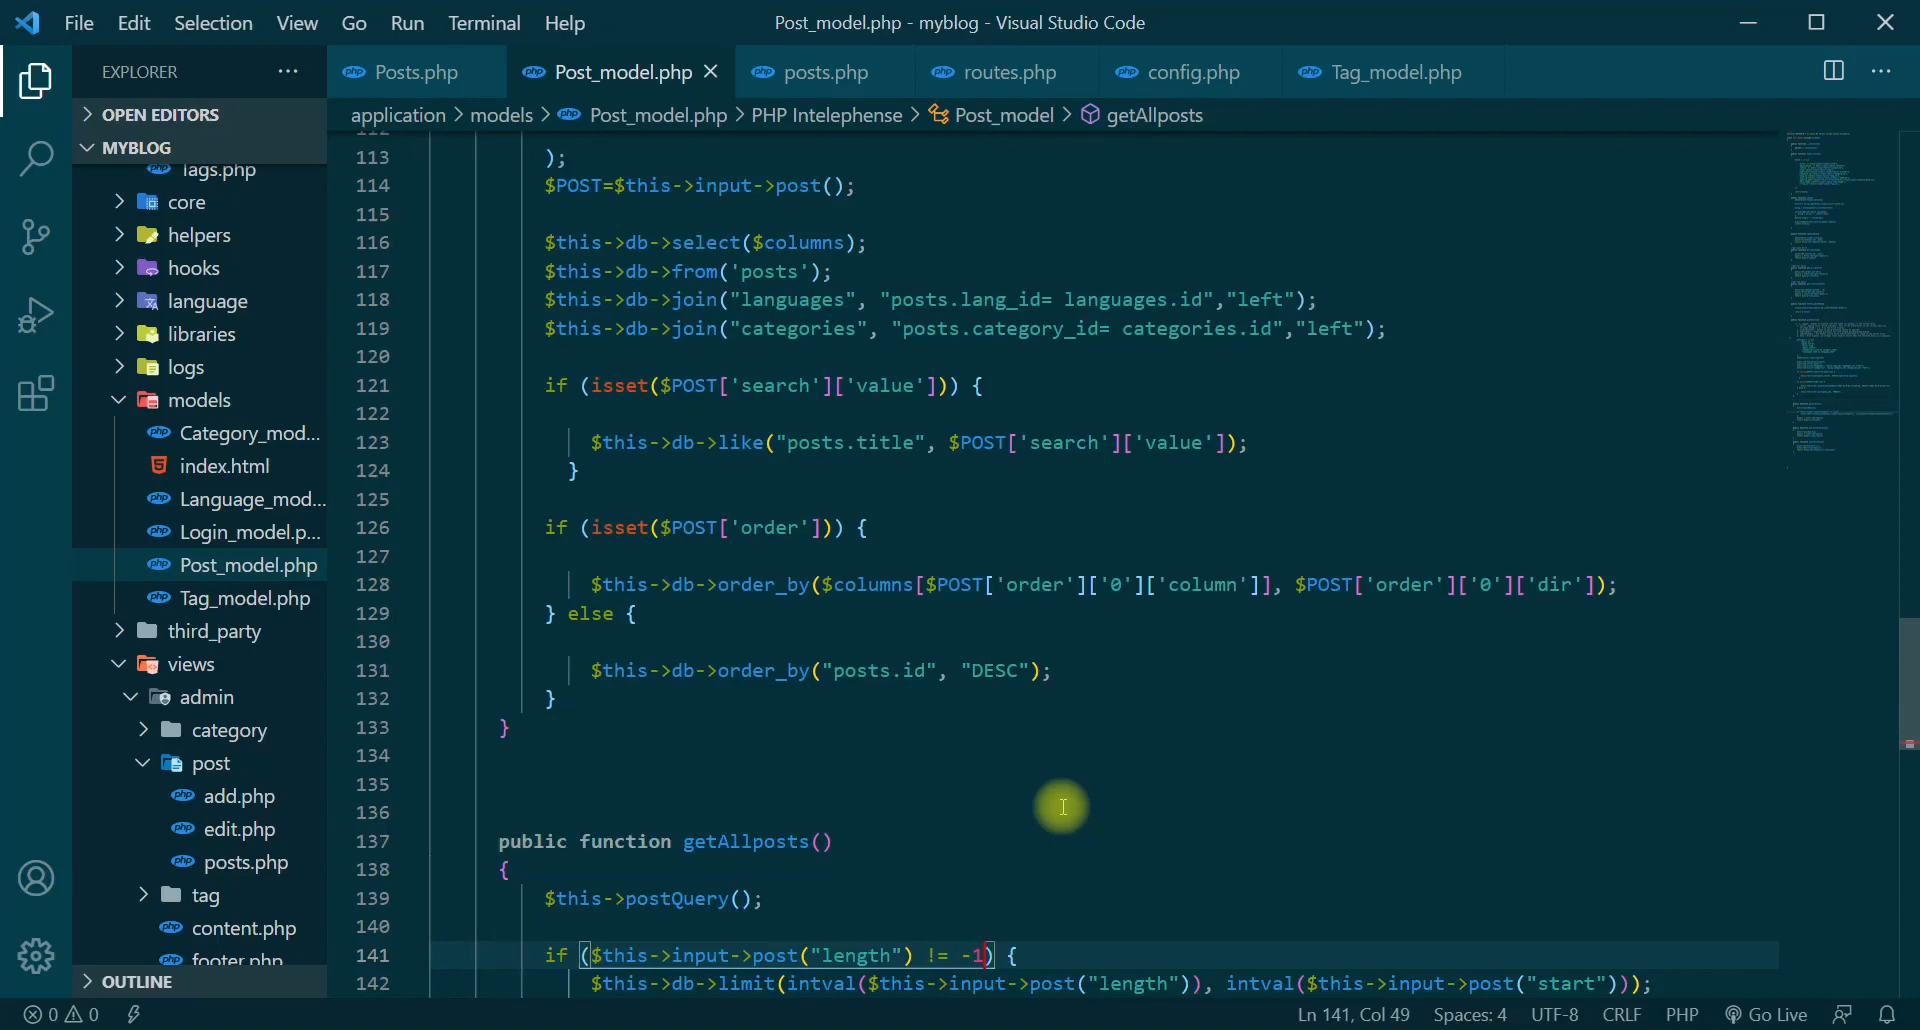 File Edit Selection View Go Run Terminal Help
Post_model.php - myblog - Visual Studio Code
EXPLORER
Posts.php
Post_model.php
posts.php
routes.php
config.php
Tag_model.php
OPEN EDITORS
application > models > Post_model.php > PHP Intelephense > Post_model > getAllposts
MYBLOG
Tags.php
core
helpers
hooks
language
libraries
logs
models
Category_mod...
index.html
Language_mod...
Login_model.p...
Post_model.php
Tag_model.php
third_party
views
admin
category
post
add.php
edit.php
posts.php
tag
content.php
footer.php
OUTLINE
112
113 );
114 $POST=$this->input->post();
115
116 $this->db->select($columns);
117 $this->db->from('posts');
118 $this->db->join("languages", "posts.lang_id= languages.id","left");
119 $this->db->join("categories", "posts.category_id= categories.id","left");
120
121 if (isset($POST['search']['value'])) {
122
123 $this->db->like("posts.title", $POST['search']['value']);
124 }
125
126 if (isset($POST['order'])) {
127
128 $this->db->order_by($columns[$POST['order']['0']['column']], $POST['order']['0']['dir']);
129 } else {
130
131 $this->db->order_by("posts.id", "DESC");
132 }
133 }
134
135
136
137 public function getAllposts()
138 {
139 $this->postQuery();
140
141 if ($this->input->post("length") != -1) {
142 $this->db->limit(intval($this->input->post("length")), intval($this->input->post("start")));
0 0
Ln 141, Col 49 Spaces: 4 UTF-8 CRLF PHP Go Live